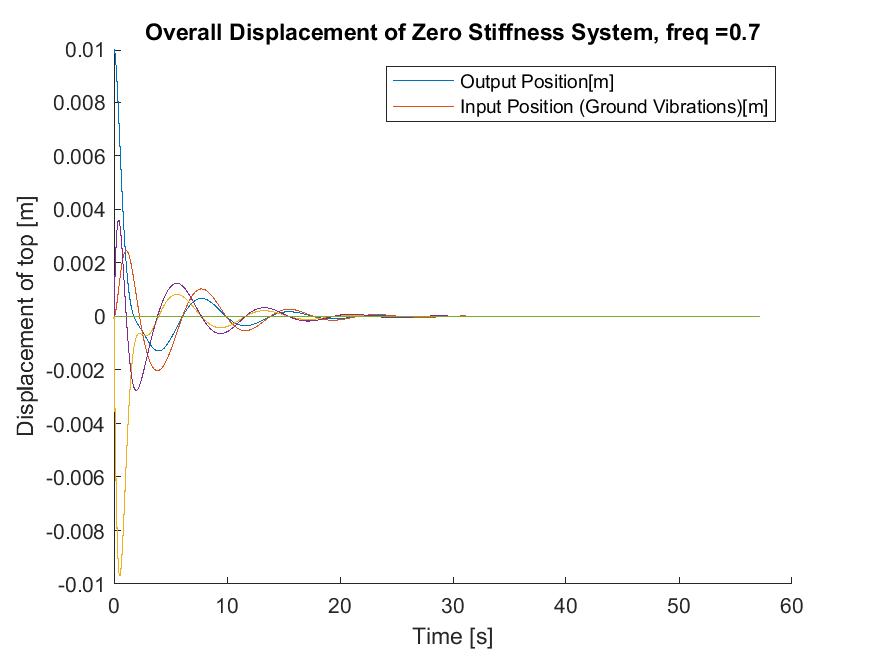 Overall Displacement of Zero Stiffness System, freq =0.7
Output Position[m]
Input Position (Ground Vibrations)[m]
Displacement of top [m]
0.01
0.008
0.006
0.004
0.002
0
-0.002
-0.004
-0.006
-0.008
-0.01
0 10 20 30 40 50 60
Time [s]